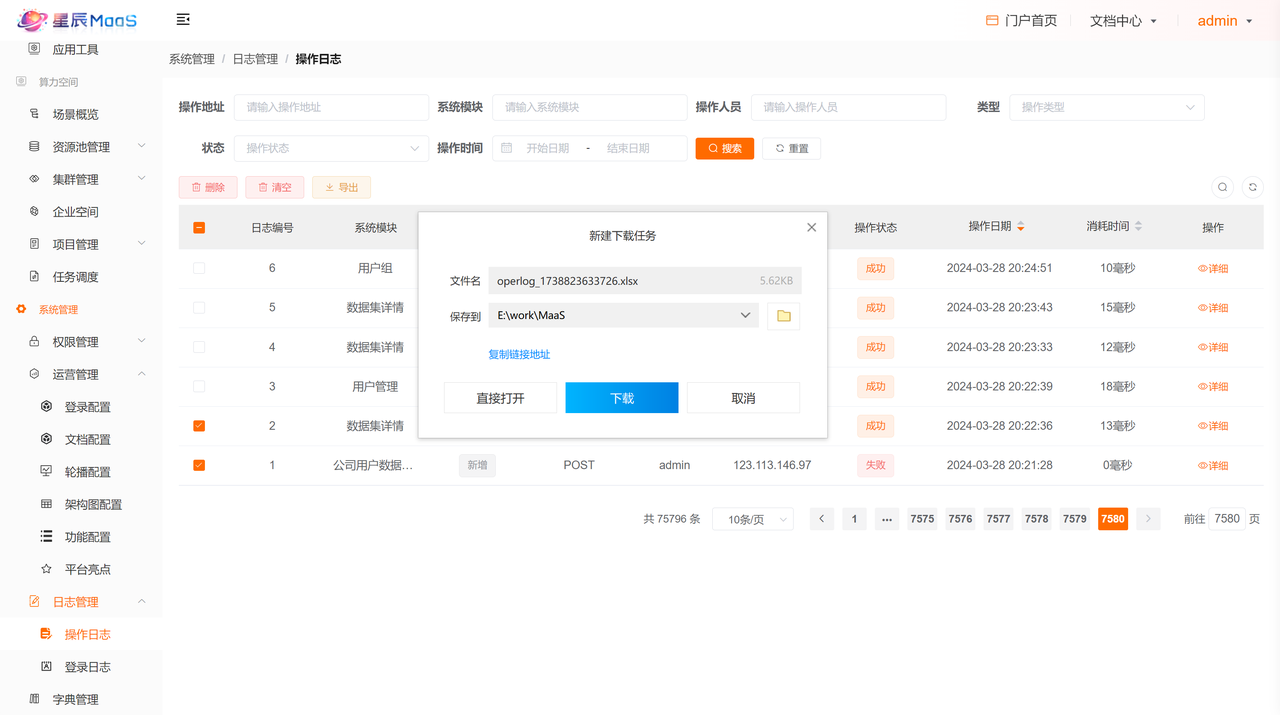 星辰MaaS
门户首页 文档中心 admin
应用工具
算力空间
场景概览
资源池管理
集群管理
企业空间
项目管理
任务调度
系统管理
权限管理
运营管理
登录配置
文档配置
轮播配置
架构图配置
功能配置
平台亮点
日志管理
操作日志
登录日志
字典管理
系统管理 / 日志管理 / 操作日志
操作地址 请输入操作地址 系统模块 请输入系统模块 操作人员 请输入操作人员 类型 操作类型
状态 操作状态 操作时间 开始日期 - 结束日期 搜索 重置
删除 清空 导出
日志编号 系统模块 操作状态 操作日期 消耗时间 操作
6 用户组 成功 2024-03-28 20:24:51 10毫秒 详细
5 数据集详情 成功 2024-03-28 20:23:43 15毫秒 详细
4 数据集详情 成功 2024-03-28 20:23:33 12毫秒 详细
3 用户管理 成功 2024-03-28 20:22:39 18毫秒 详细
2 数据集详情 成功 2024-03-28 20:22:36 13毫秒 详细
1 公司用户数据... 新增 POST admin 123.113.146.97 失败 2024-03-28 20:21:28 0毫秒 详细
新建下载任务
文件名 operlog_1738823633726.xlsx 5.62KB
保存到 E:\work\MaaS
复制链接地址
直接打开 下载 取消
共 75796 条 10条/页 1 ... 7575 7576 7577 7578 7579 7580 前往 7580 页